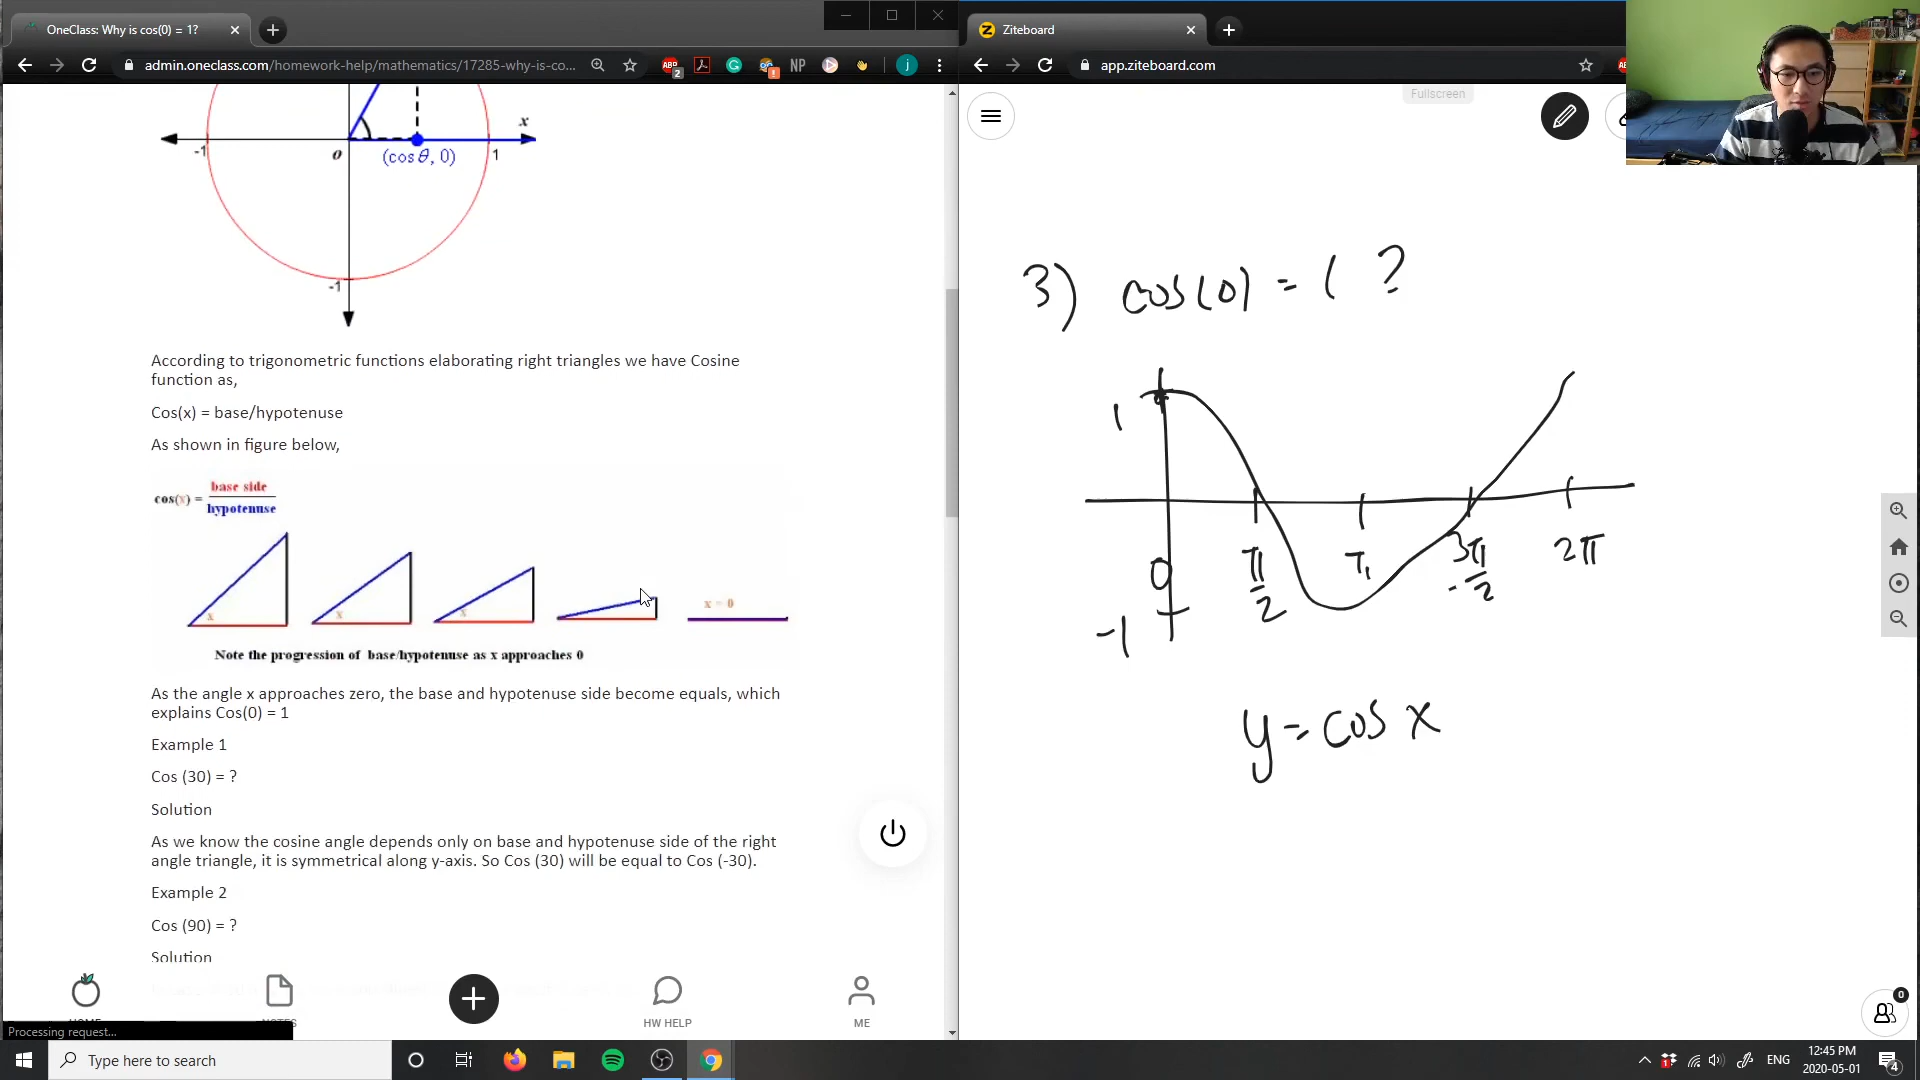 OneClass: Why is cos(0) = 1?
admin.oneclass.com/homework-help/mathematics/17285-why-is-co...
x
-1
o
(cos θ, 0)
1
-1
According to trigonometric functions elaborating right triangles we have Cosine
function as,
Cos(x) = base/hypotenuse
As shown in figure below,
cos(x) = base side / hypotenuse
x
x
x
x = 0
Note the progression of base/hypotenuse as x approaches 0
As the angle x approaches zero, the base and hypotenuse side become equals, which
explains Cos(0) = 1
Example 1
Cos (30) = ?
Solution
As we know the cosine angle depends only on base and hypotenuse side of the right
angle triangle, it is symmetrical along y-axis. So Cos (30) will be equal to Cos (-30).
Example 2
Cos (90) = ?
Solution
HOME
NOTES
HW HELP
ME
Processing request...
Ziteboard
app.ziteboard.com
Fullscreen
3) cos(0) = 1 ?
1
0
π/2
π
3π/2
2π
-1
y = cos x
0
ABP
2
NP
j
Type here to search
ENG
12:45 PM
2020-05-01
4